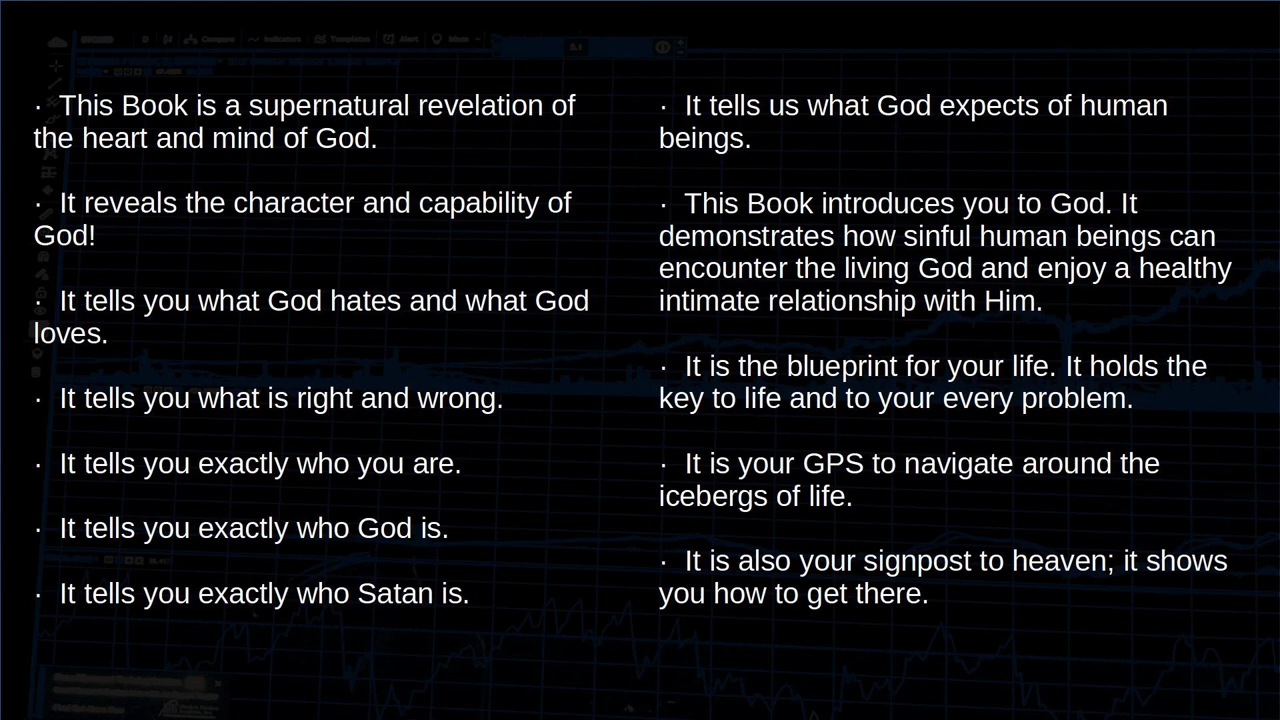 · This Book is a supernatural revelation of
the heart and mind of God.
· It reveals the character and capability of
God!
· It tells you what God hates and what God
loves.
· It tells you what is right and wrong.
· It tells you exactly who you are.
· It tells you exactly who God is.
· It tells you exactly who Satan is.
· It tells us what God expects of human
beings.
· This Book introduces you to God. It
demonstrates how sinful human beings can
encounter the living God and enjoy a healthy
intimate relationship with Him.
· It is the blueprint for your life. It holds the
key to life and to your every problem.
· It is your GPS to navigate around the
icebergs of life.
· It is also your signpost to heaven; it shows
you how to get there.
Compare
Indicators
Templates
Alert